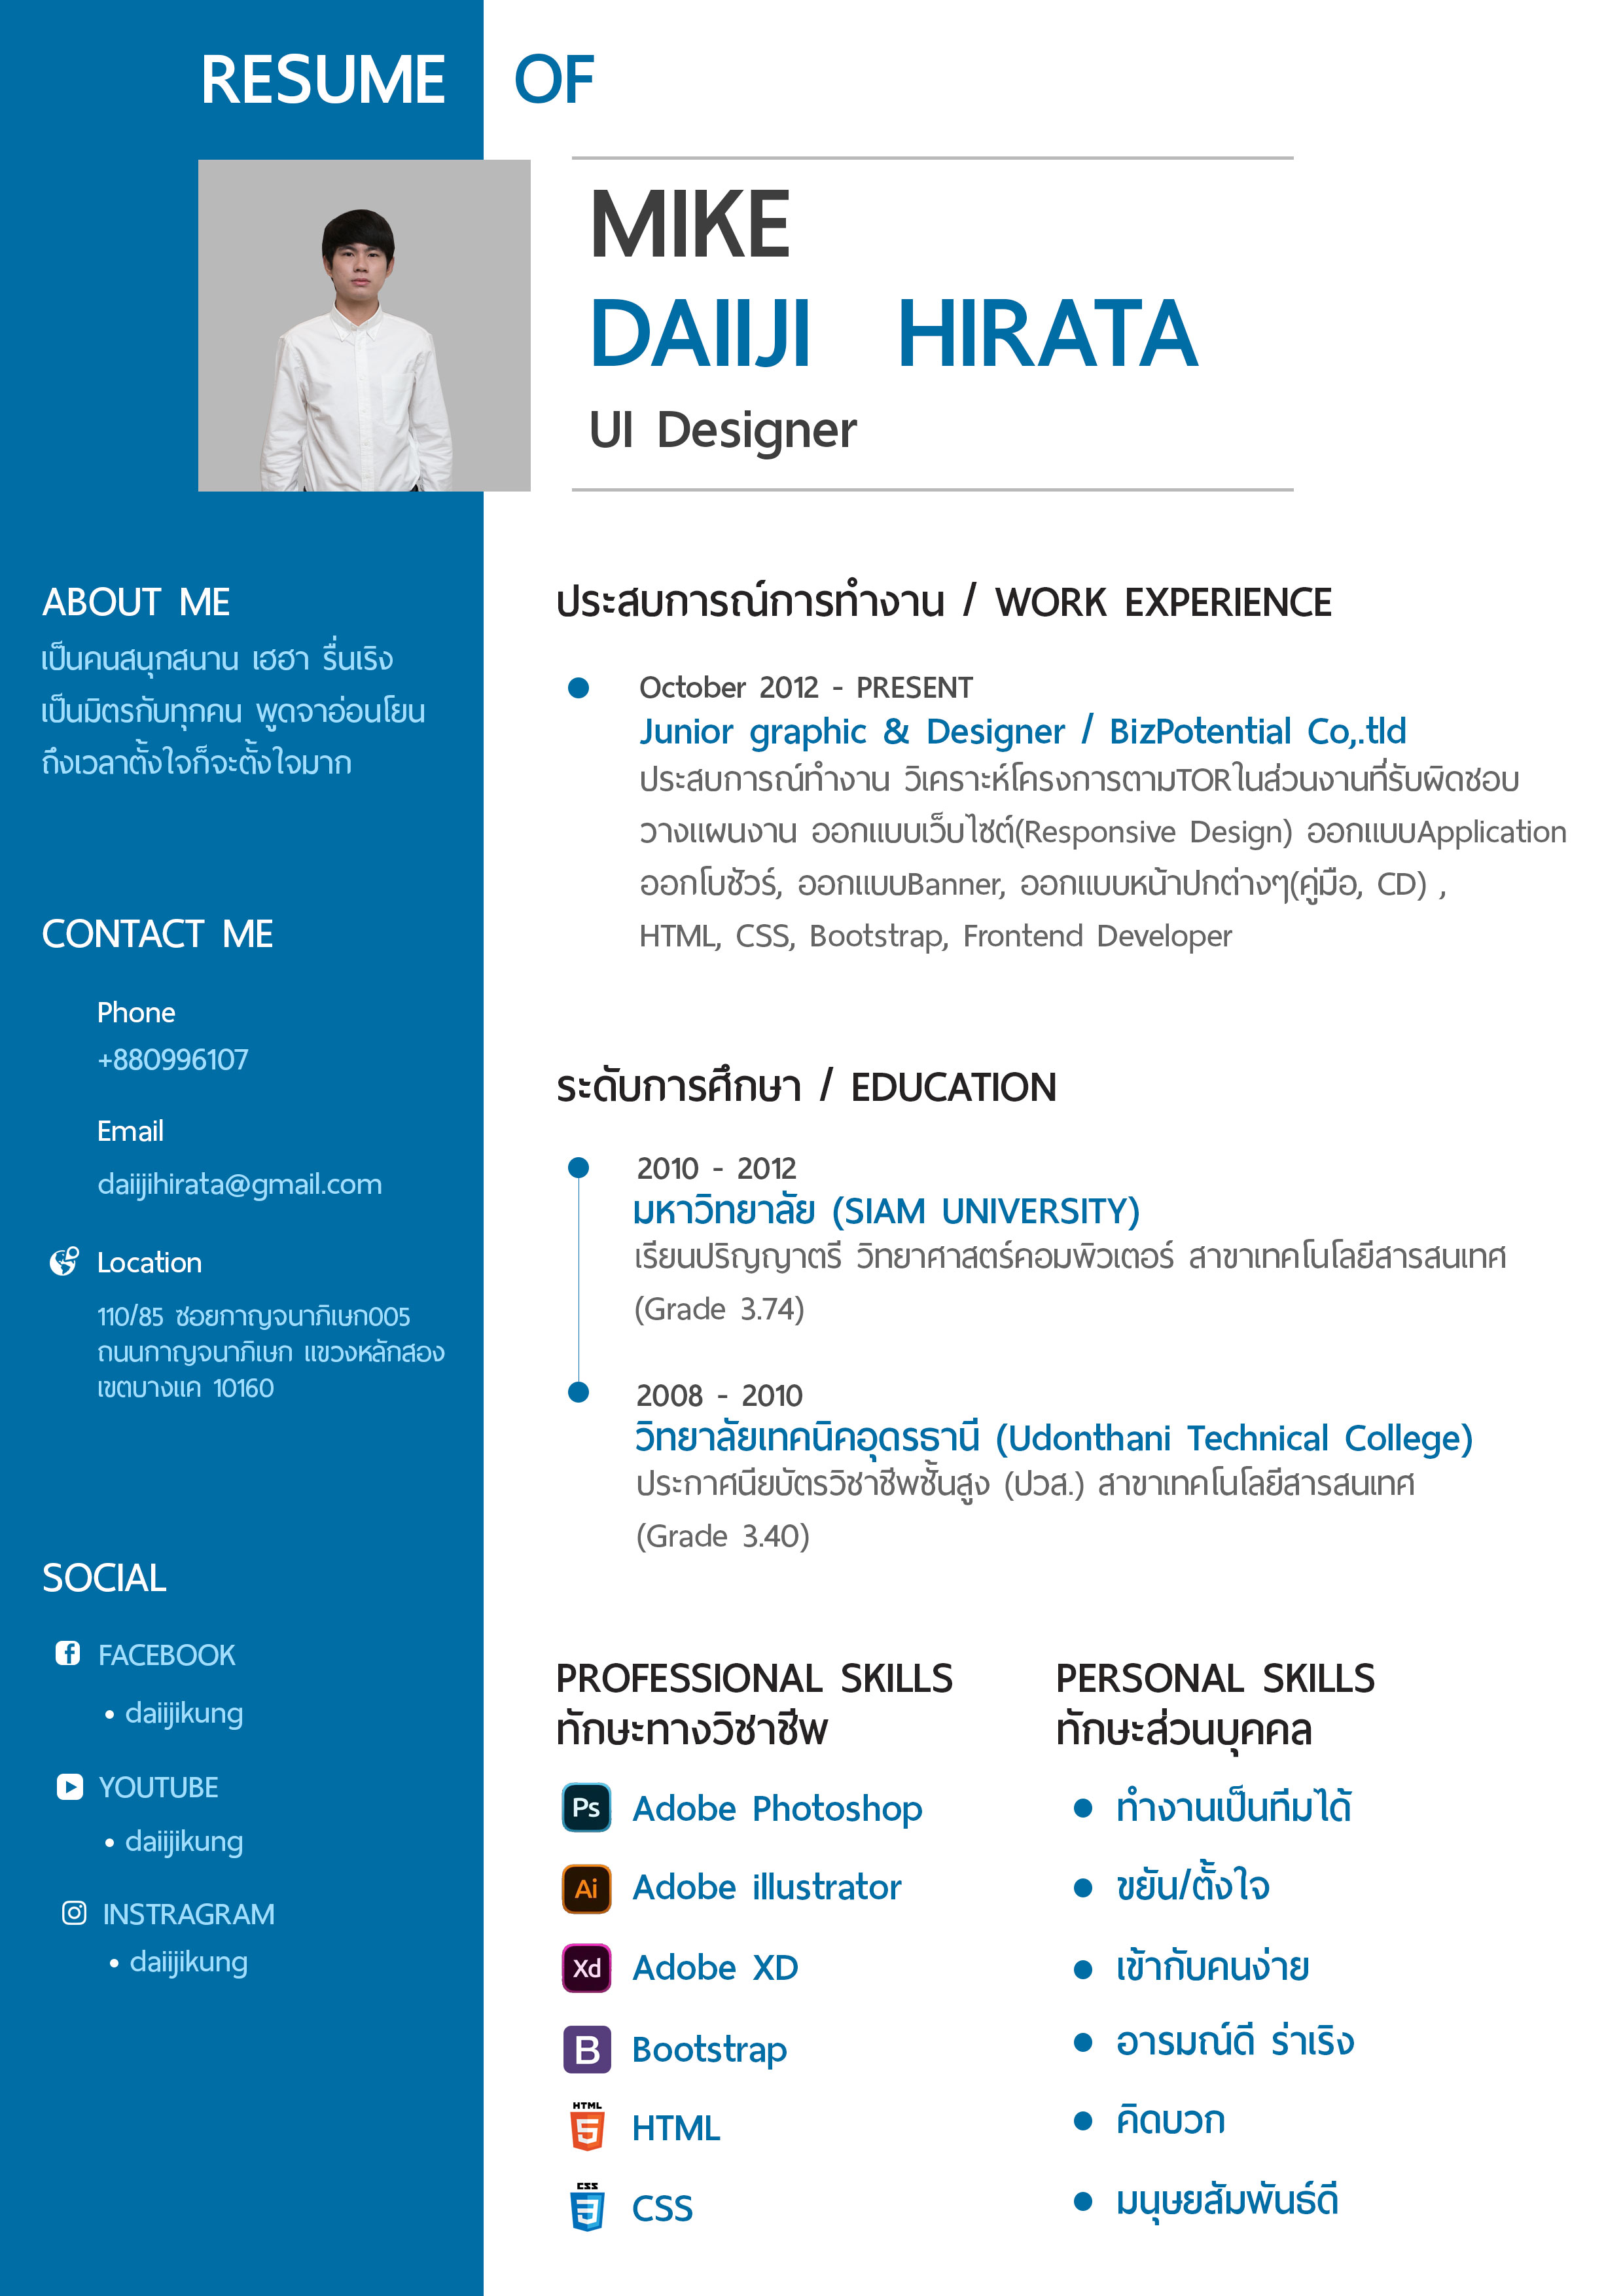 RESUME OF
MIKE
DAIIJI HIRATA
UI Designer
ABOUT ME
เป็นคนสนุกสนาน เฮฮา รื่นเริง
เป็นมิตรกับทุกคน พูดจาอ่อนโยน
ถึงเวลาตั้งใจก็จะตั้งใจมาก
CONTACT ME
Phone
+880996107
Email
daiijihirata@gmail.com
Location
110/85 ซอยกาญจนาภิเษก005
ถนนกาญจนาภิเษก แขวงหลักสอง
เขตบางแค 10160
SOCIAL
FACEBOOK
• daiijikung
YOUTUBE
• daiijikung
INSTRAGRAM
• daiijikung
ประสบการณ์การทำงาน / WORK EXPERIENCE
October 2012 - PRESENT
Junior graphic & Designer / BizPotential Co,.tld
ประสบการณ์ทำงาน วิเคราะห์โครงการตามTORในส่วนงานที่รับผิดชอบ
วางแผนงาน ออกแบบเว็บไซต์(Responsive Design) ออกแบบApplication
ออกโบชัวร์, ออกแบบBanner, ออกแบบหน้าปกต่างๆ(คู่มือ, CD) ,
HTML, CSS, Bootstrap, Frontend Developer
ระดับการศึกษา / EDUCATION
2010 - 2012
มหาวิทยาลัย (SIAM UNIVERSITY)
เรียนปริญญาตรี วิทยาศาสตร์คอมพิวเตอร์ สาขาเทคโนโลยีสารสนเทศ
(Grade 3.74)
2008 - 2010
วิทยาลัยเทคนิคอุดรธานี (Udonthani Technical College)
ประกาศนียบัตรวิชาชีพชั้นสูง (ปวส.) สาขาเทคโนโลยีสารสนเทศ
(Grade 3.40)
PROFESSIONAL SKILLS
ทักษะทางวิชาชีพ
Ps Adobe Photoshop
Ai Adobe illustrator
Xd Adobe XD
B Bootstrap
HTML 5 HTML
CSS 3 CSS
PERSONAL SKILLS
ทักษะส่วนบุคคล
• ทำงานเป็นทีมได้
• ขยัน/ตั้งใจ
• เข้ากับคนง่าย
• อารมณ์ดี ร่าเริง
• คิดบวก
• มนุษยสัมพันธ์ดี